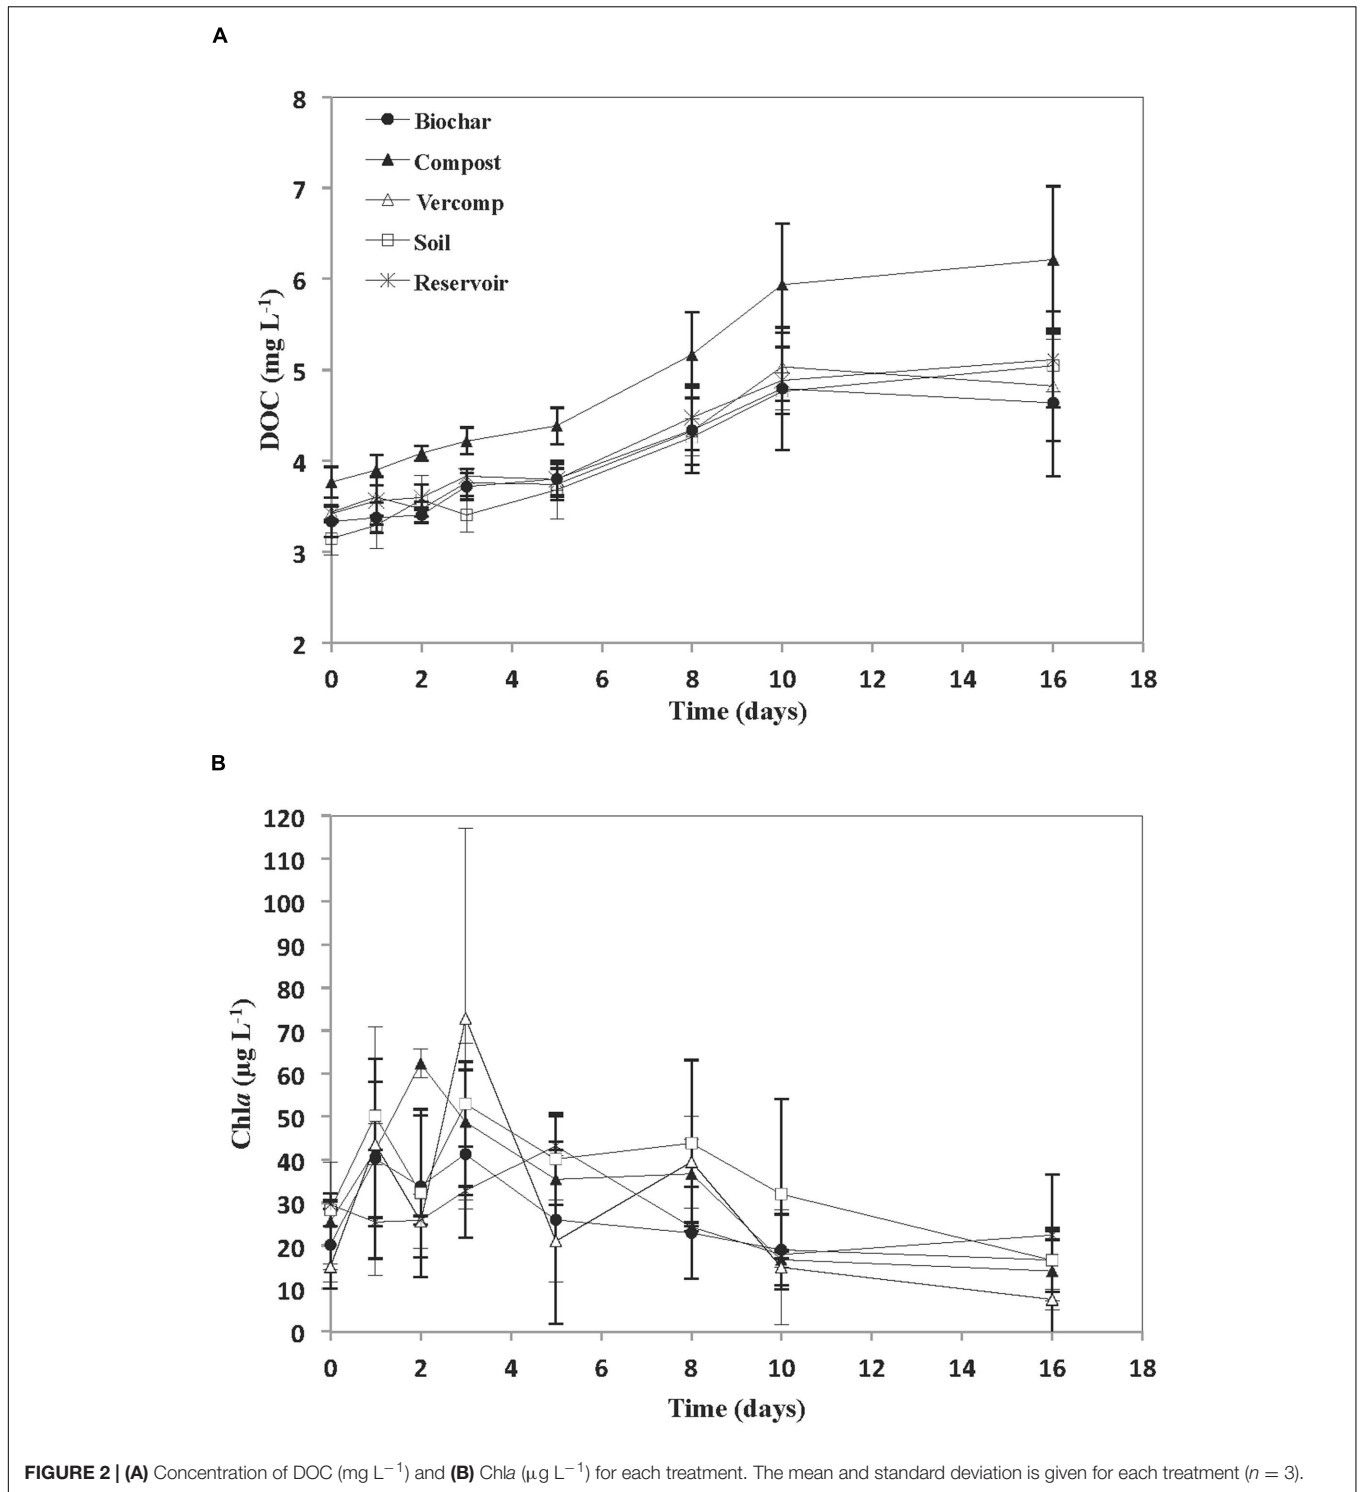 A
8
7
6
5
4
3
2
DOC (mg L-1)
Biochar
Compost
Vercomp
Soil
Reservoir
0 2 4 6 8 10 12 14 16 18
Time (days)
B
120
110
100
90
80
70
60
50
40
30
20
10
0
Chla (µg L-1)
0 2 4 6 8 10 12 14 16 18
Time (days)
FIGURE 2 | (A) Concentration of DOC (mg L−1) and (B) Chla (µg L−1) for each treatment. The mean and standard deviation is given for each treatment (n = 3).